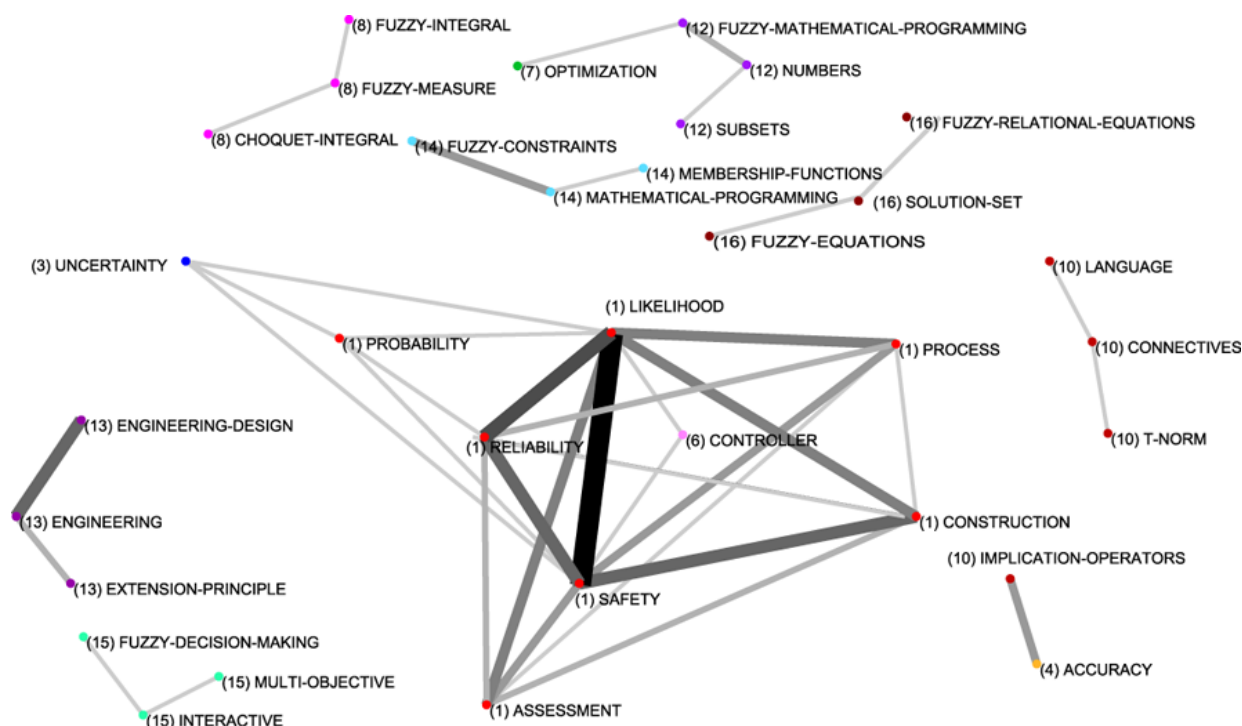 (8) FUZZY-INTEGRAL
(12) FUZZY-MATHEMATICAL-PROGRAMMING
(7) OPTIMIZATION
(12) NUMBERS
(8) FUZZY-MEASURE
(16) FUZZY-RELATIONAL-EQUATIONS
(12) SUBSETS
(8) CHOQUET-INTEGRAL
(14) FUZZY-CONSTRAINTS
(14) MEMBERSHIP-FUNCTIONS
(14) MATHEMATICAL-PROGRAMMING
(16) SOLUTION-SET
(16) FUZZY-EQUATIONS
(3) UNCERTAINTY
(10) LANGUAGE
(1) LIKELIHOOD
(1) PROBABILITY
(1) PROCESS
(10) CONNECTIVES
(13) ENGINEERING-DESIGN
(1) RELIABILITY
(6) CONTROLLER
(10) T-NORM
(13) ENGINEERING
(1) CONSTRUCTION
(10) IMPLICATION-OPERATORS
(13) EXTENSION-PRINCIPLE
(1) SAFETY
(15) FUZZY-DECISION-MAKING
(4) ACCURACY
(15) MULTI-OBJECTIVE
(1) ASSESSMENT
(15) INTERACTIVE